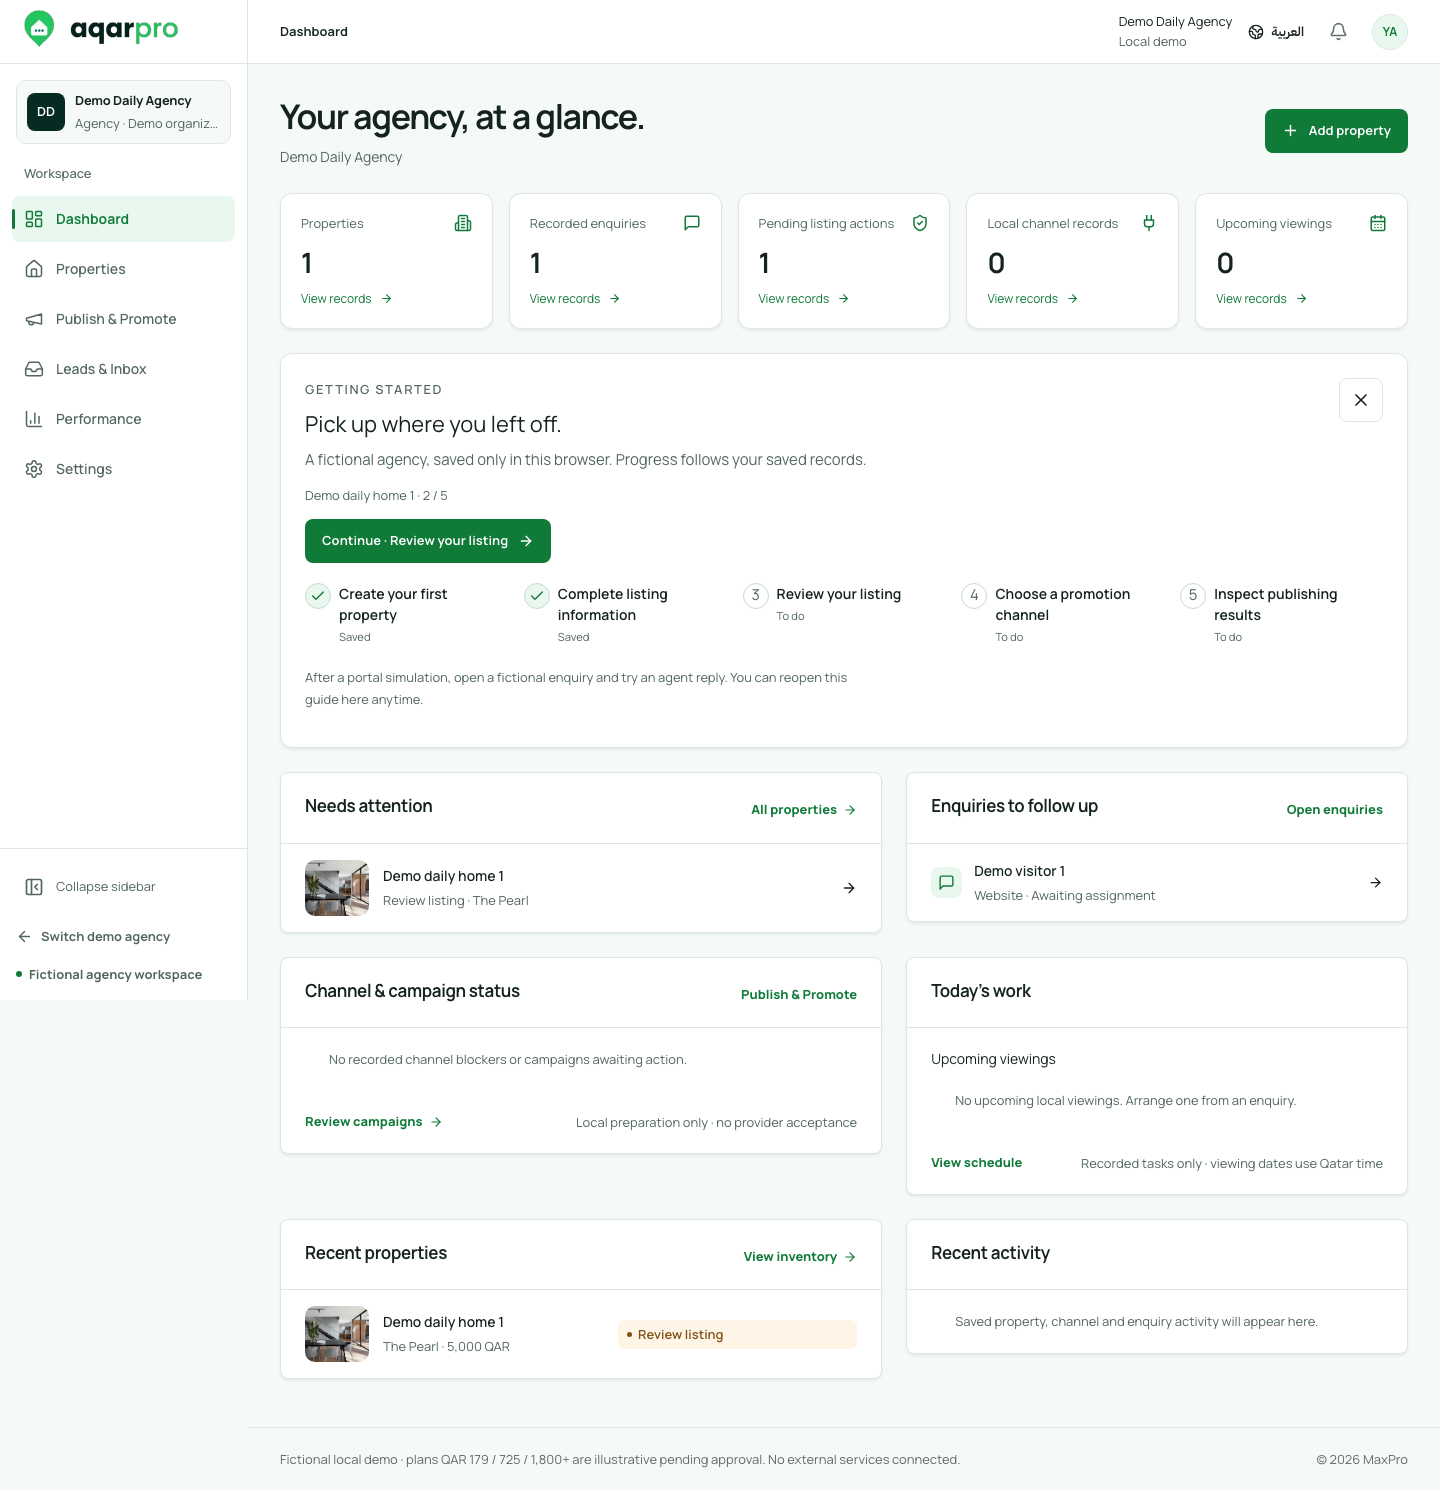 aqarpro
Dashboard
Demo Daily Agency
Local demo
العربية
YA
DD
Demo Daily Agency
Agency · Demo organiz...
Workspace
Dashboard
Properties
Publish & Promote
Leads & Inbox
Performance
Settings
Collapse sidebar
Switch demo agency
Fictional agency workspace
Your agency, at a glance.
Demo Daily Agency
Add property
Properties
1
View records
Recorded enquiries
1
View records
Pending listing actions
1
View records
Local channel records
0
View records
Upcoming viewings
0
View records
GETTING STARTED
Pick up where you left off.
A fictional agency, saved only in this browser. Progress follows your saved records.
Demo daily home 1 · 2 / 5
Continue · Review your listing
Create your first
property
Saved
Complete listing
information
Saved
3
Review your listing
To do
4
Choose a promotion
channel
To do
5
Inspect publishing
results
To do
After a portal simulation, open a fictional enquiry and try an agent reply. You can reopen this
guide here anytime.
Needs attention
All properties
Demo daily home 1
Review listing · The Pearl
Enquiries to follow up
Open enquiries
Demo visitor 1
Website · Awaiting assignment
Channel & campaign status
Publish & Promote
No recorded channel blockers or campaigns awaiting action.
Review campaigns
Local preparation only · no provider acceptance
Today's work
Upcoming viewings
No upcoming local viewings. Arrange one from an enquiry.
View schedule
Recorded tasks only · viewing dates use Qatar time
Recent properties
View inventory
Demo daily home 1
The Pearl · 5,000 QAR
Review listing
Recent activity
Saved property, channel and enquiry activity will appear here.
Fictional local demo · plans QAR 179 / 725 / 1,800+ are illustrative pending approval. No external services connected.
© 2026 MaxPro